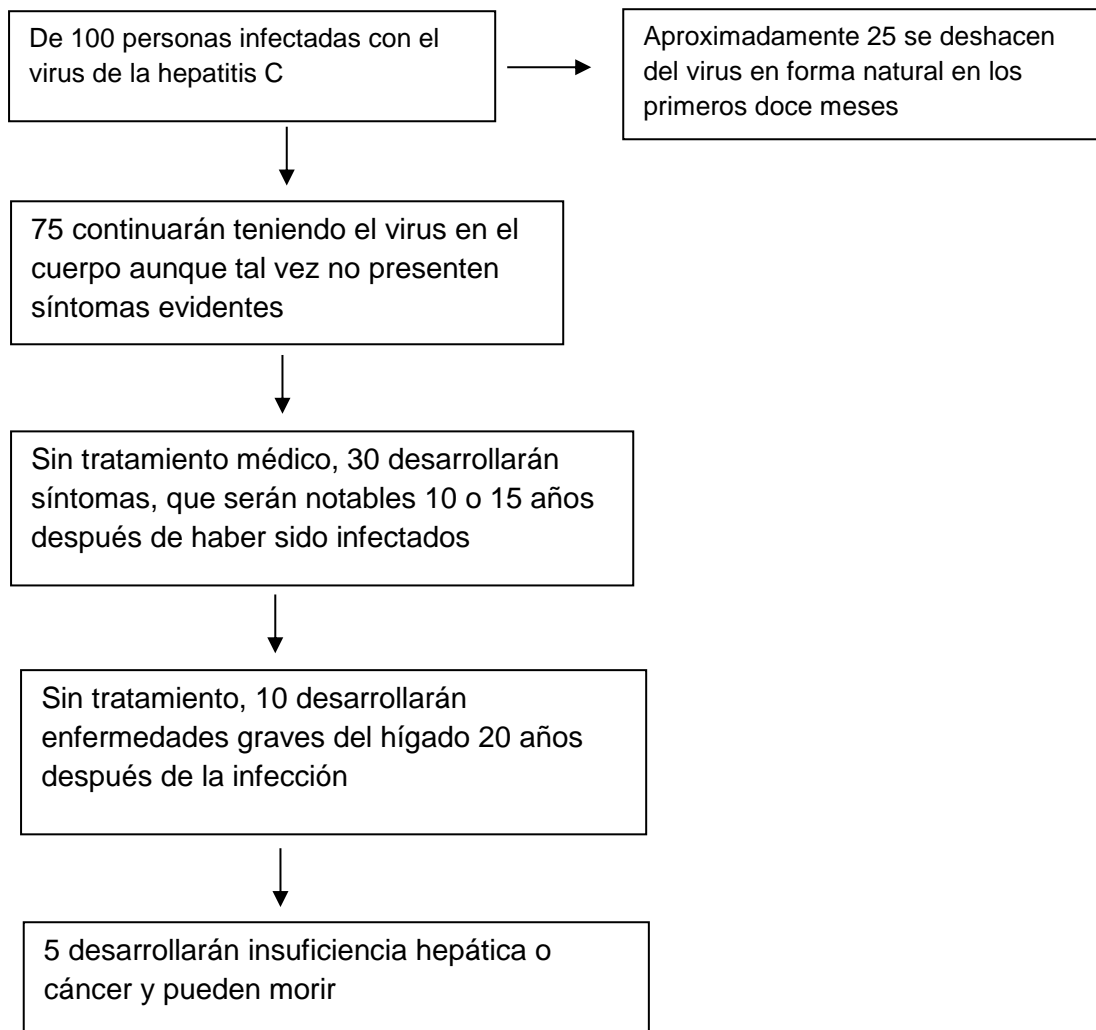 De 100 personas infectadas con el
virus de la hepatitis C
Aproximadamente 25 se deshacen
del virus en forma natural en los
primeros doce meses
75 continuarán teniendo el virus en el
cuerpo aunque tal vez no presenten
síntomas evidentes
Sin tratamiento médico, 30 desarrollarán
síntomas, que serán notables 10 o 15 años
después de haber sido infectados
Sin tratamiento, 10 desarrollarán
enfermedades graves del hígado 20 años
después de la infección
5 desarrollarán insuficiencia hepática o
cáncer y pueden morir